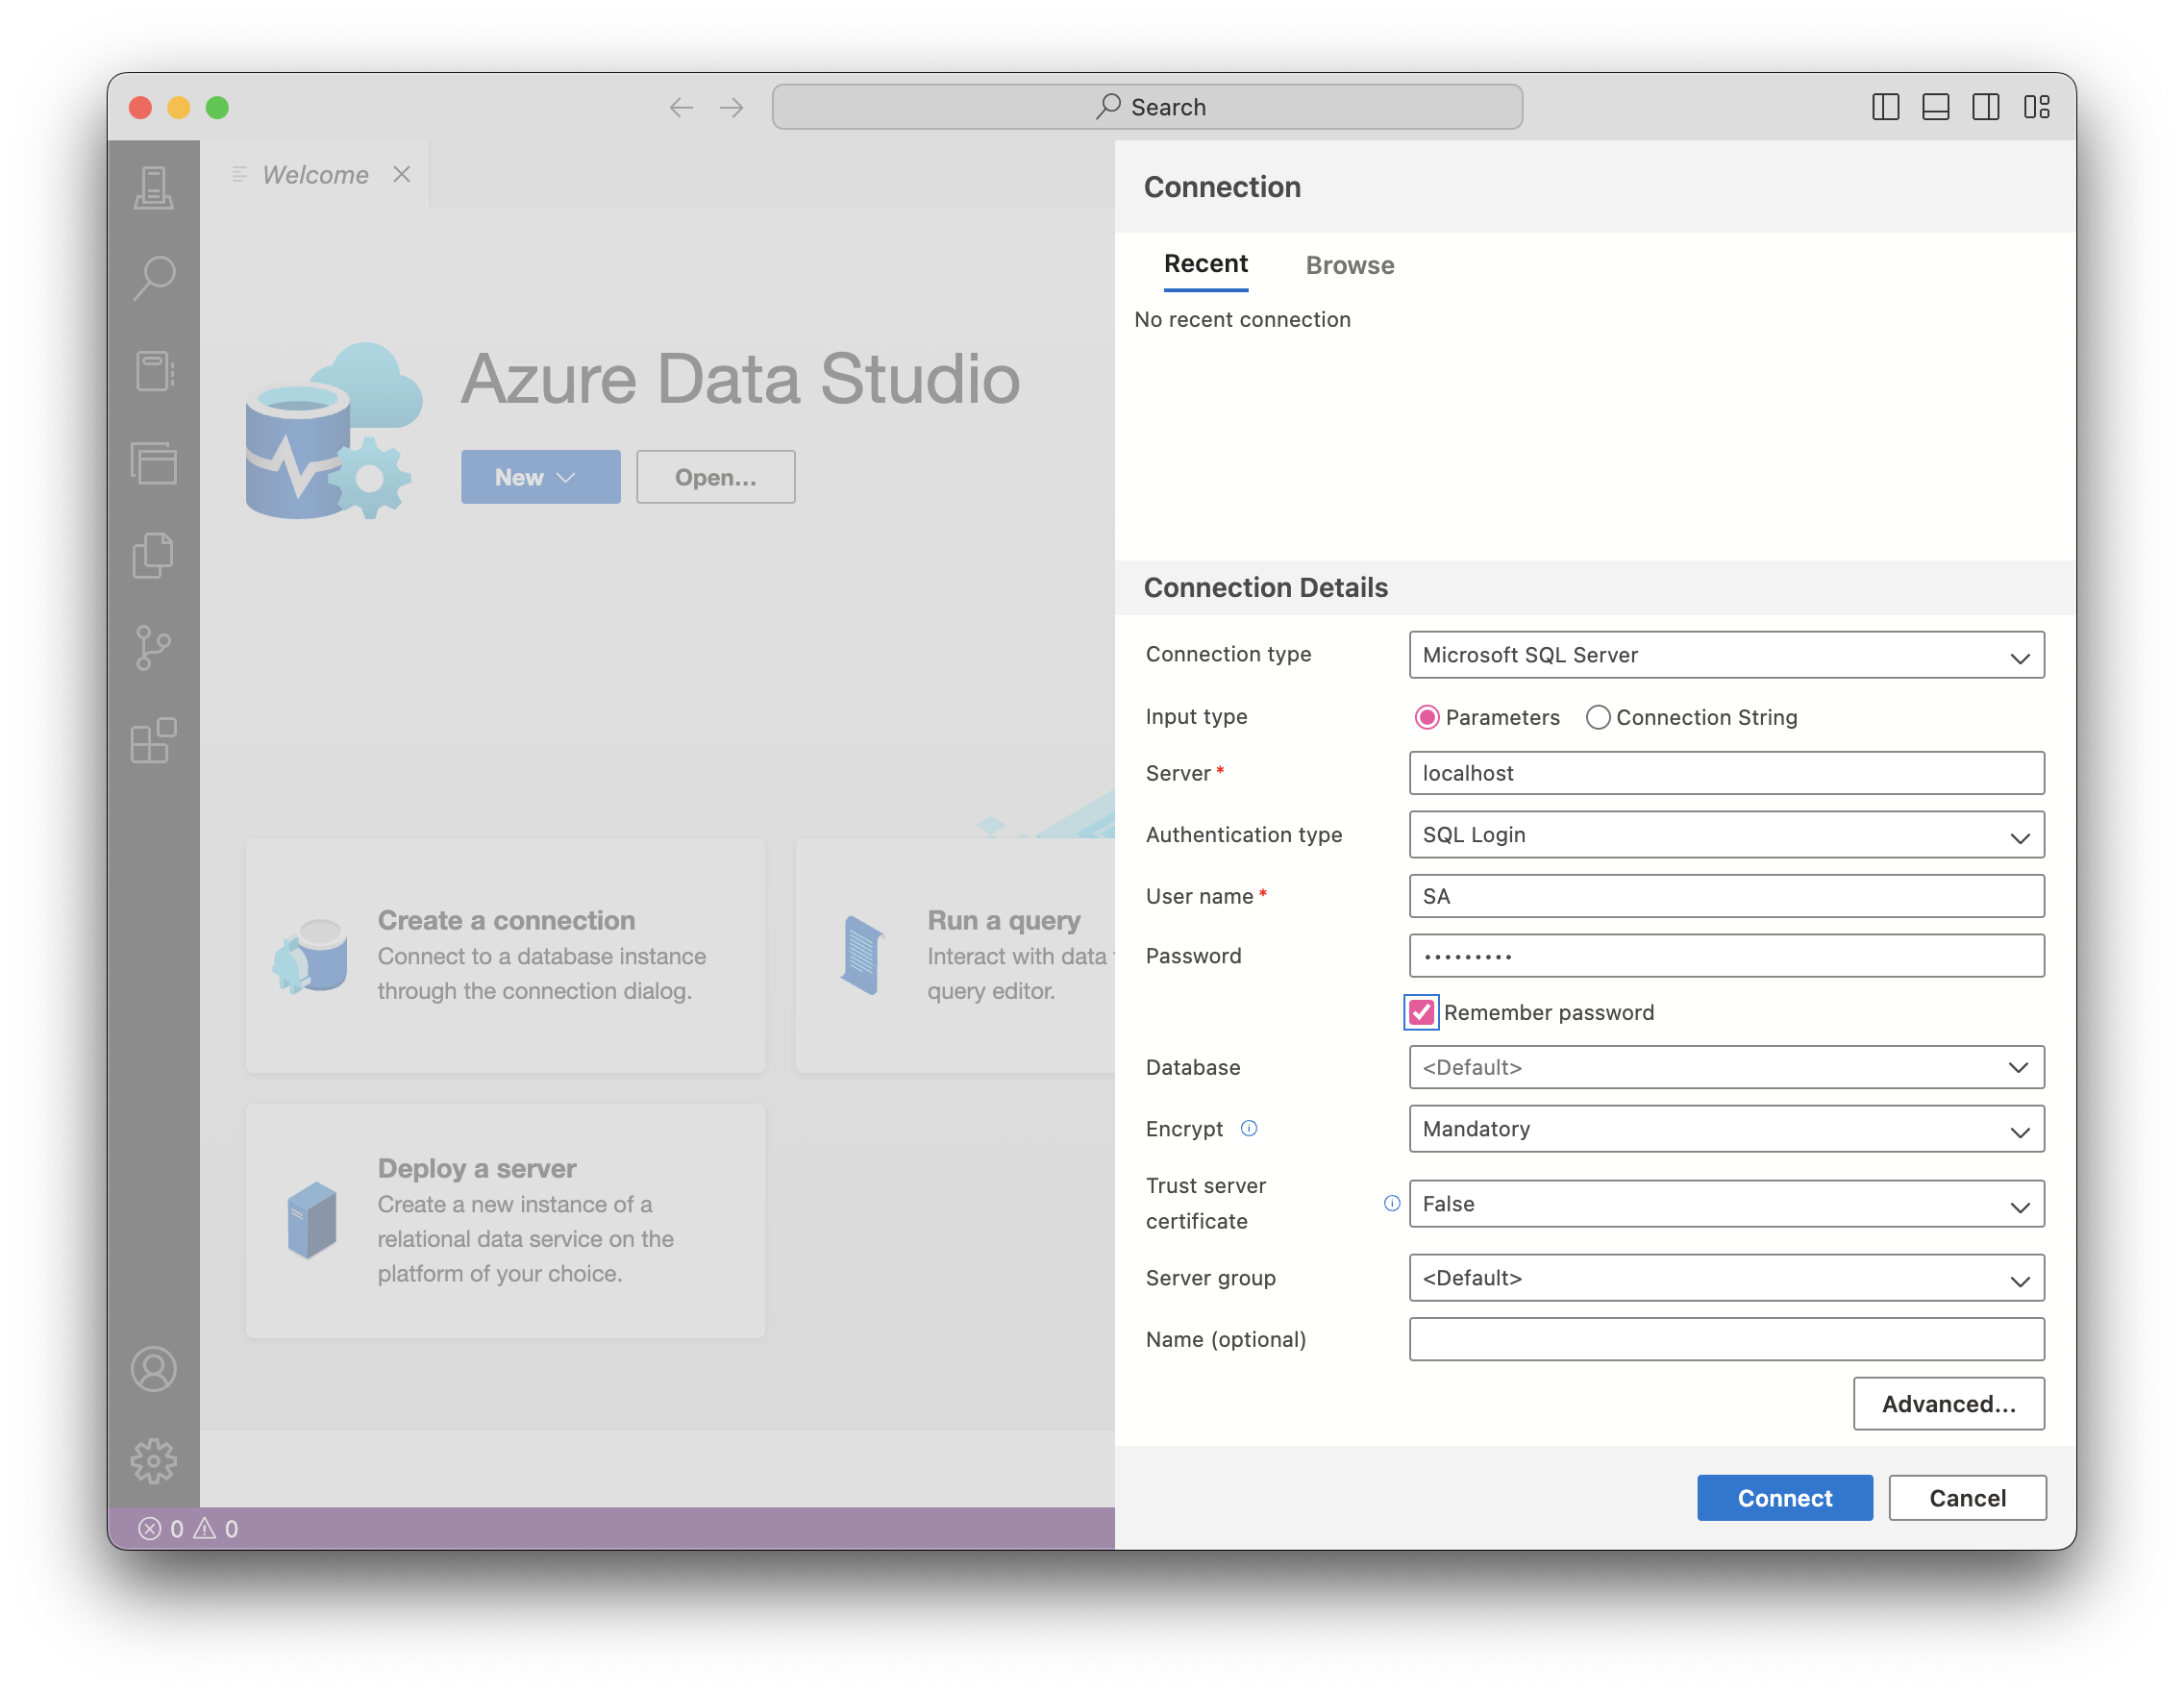 Search
Welcome
Azure Data Studio
New
Open...
Create a connection
Connect to a database instance
through the connection dialog.
Run a query
Interact with data
query editor.
Deploy a server
Create a new instance of a
relational data service on the
platform of your choice.
0 0
Connection
Recent Browse
No recent connection
Connection Details
Connection type Microsoft SQL Server
Input type Parameters Connection String
Server* localhost
Authentication type SQL Login
User name* SA
Password •••••••••
Remember password
Database <Default>
Encrypt Mandatory
Trust server
certificate False
Server group <Default>
Name (optional)
Advanced...
Connect Cancel